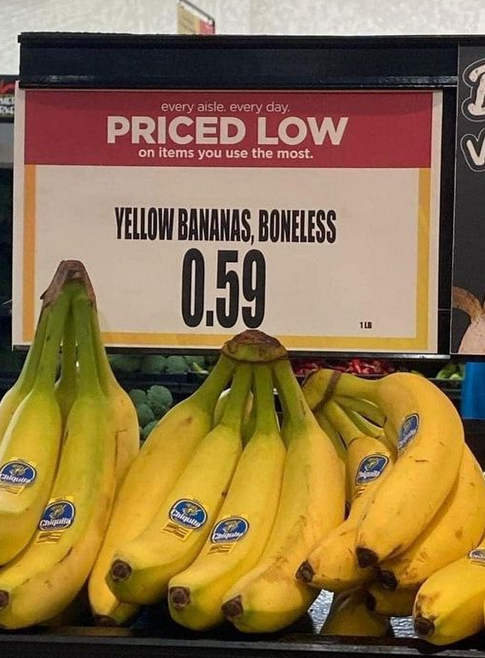 every aisle. every day.
PRICED LOW
on items you use the most.
YELLOW BANANAS, BONELESS
0.59
1 LB
Chiquita
Chiquita
Chiquita
Chiquita
Chiquita
Chiquita